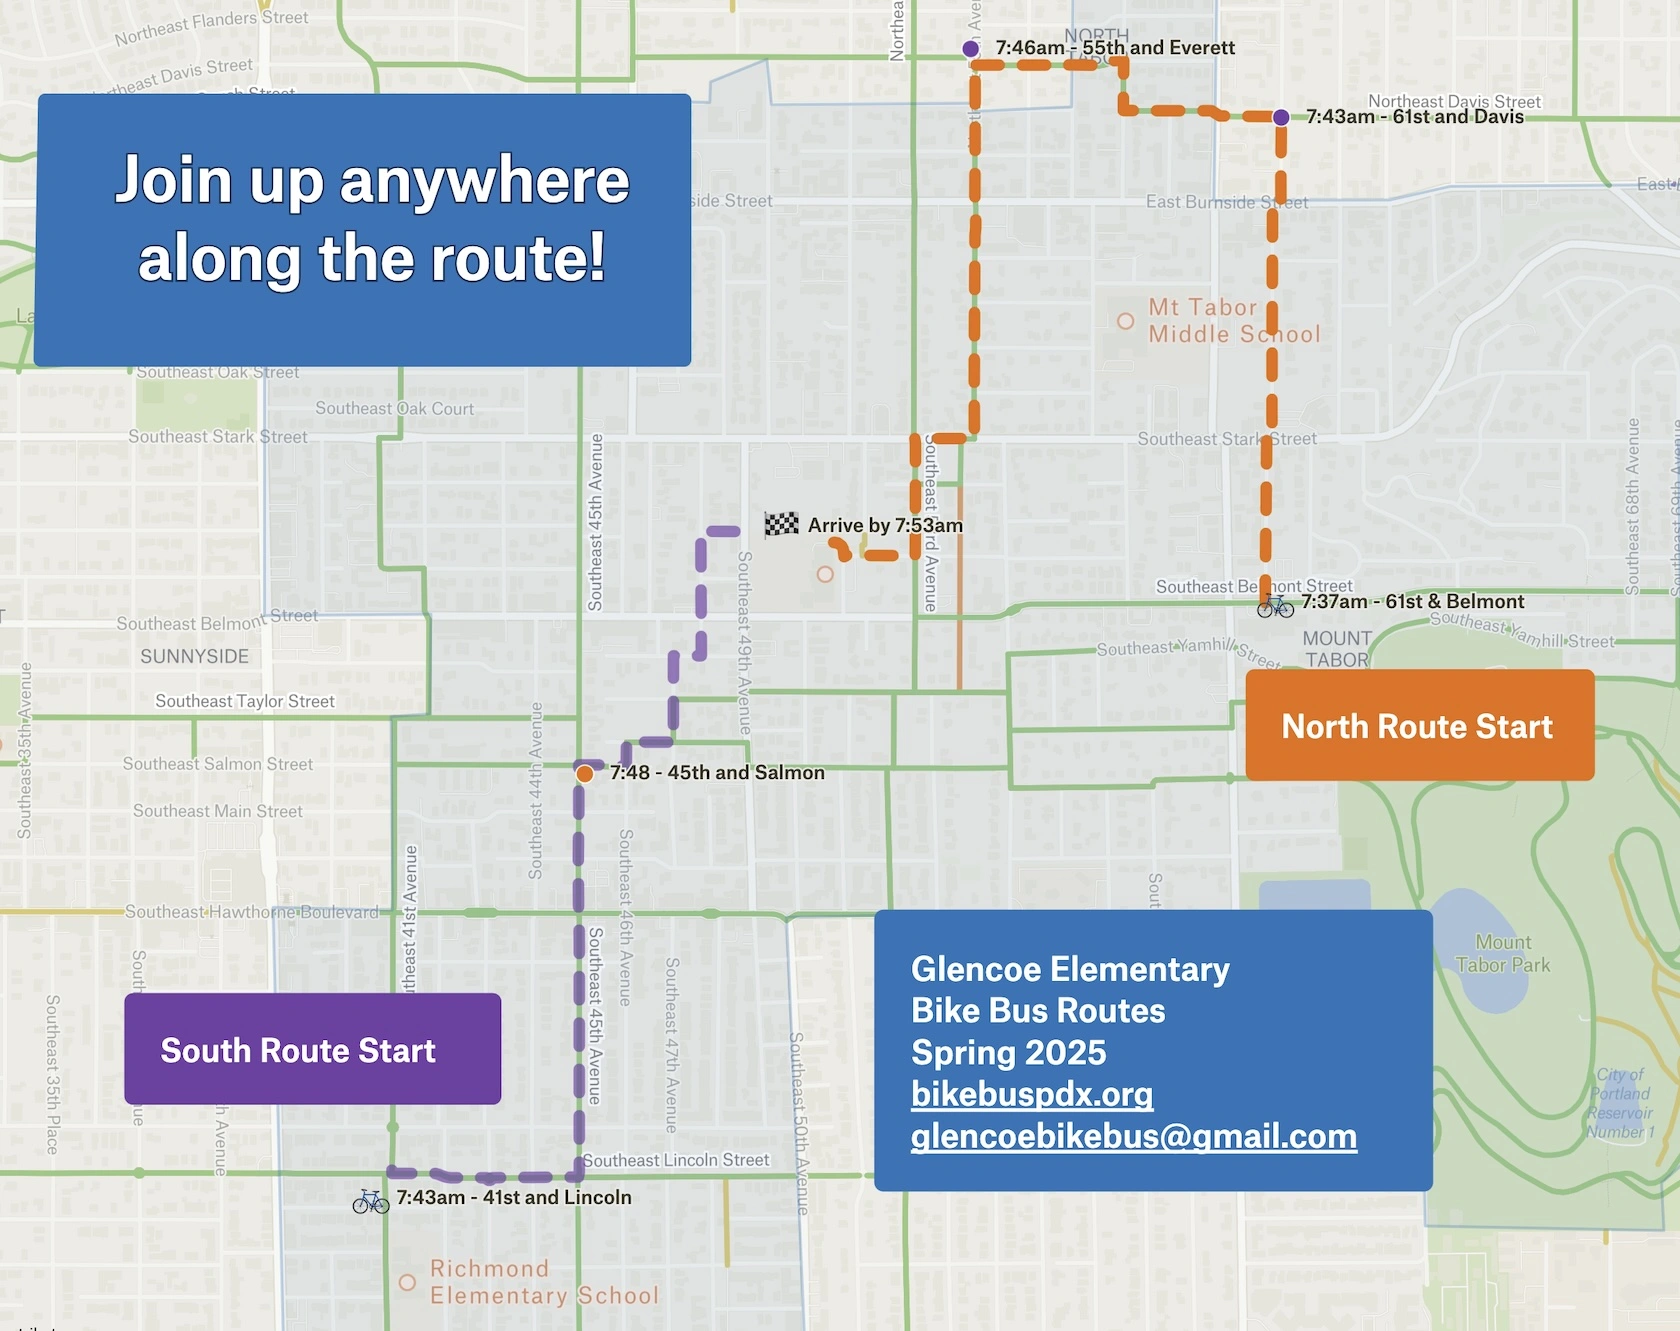 Northeast Flanders Street
Northeast Davis Street
Join up anywhere
along the route!
7:46am - 55th and Everett
NORTH
Northeast Davis Street
7:43am - 61st and Davis
East Burnside Street
side Street
Mt Tabor
Middle School
Southeast Oak Street
Southeast Oak Court
Southeast Stark Street
Southeast Stark Street
Southeast 45th Avenue
Arrive by 7:53am
Southeast 49th Avenue
Southeast 68th Avenue
Southeast Belmont Street
7:37am - 61st & Belmont
Southeast Belmont Street
SUNNYSIDE
Southeast Yamhill Street
Southeast Yamhill Street
MOUNT
TABOR
Southeast Taylor Street
Southeast 35th Avenue
Southeast 44th Avenue
North Route Start
Southeast Salmon Street
7:48 - 45th and Salmon
Southeast Main Street
Southeast 46th Avenue
Southeast Hawthorne Boulevard
Southeast 45th Avenue
Southeast 47th Avenue
Southeast 50th Avenue
Southeast 35th Place
South Route Start
Glencoe Elementary
Bike Bus Routes
Spring 2025
bikebuspdx.org
glencoebikebus@gmail.com
Mount
Tabor Park
City of
Portland
Reservoir
Number 1
Southeast Lincoln Street
7:43am - 41st and Lincoln
Richmond
Elementary School